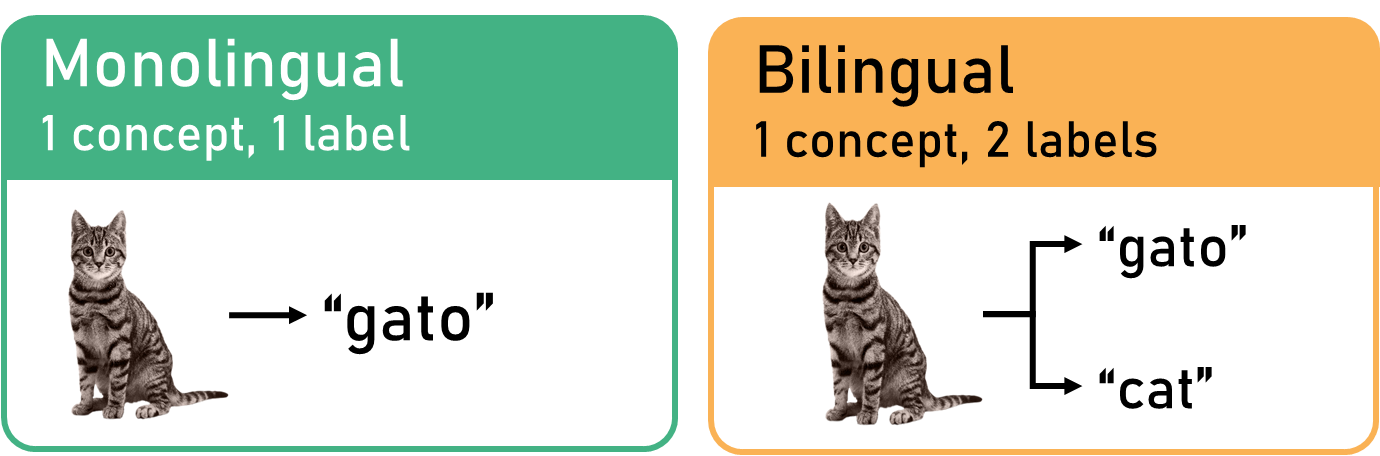 Monolingual
1 concept, 1 label
“gato”
Bilingual
1 concept, 2 labels
“gato”
“cat”